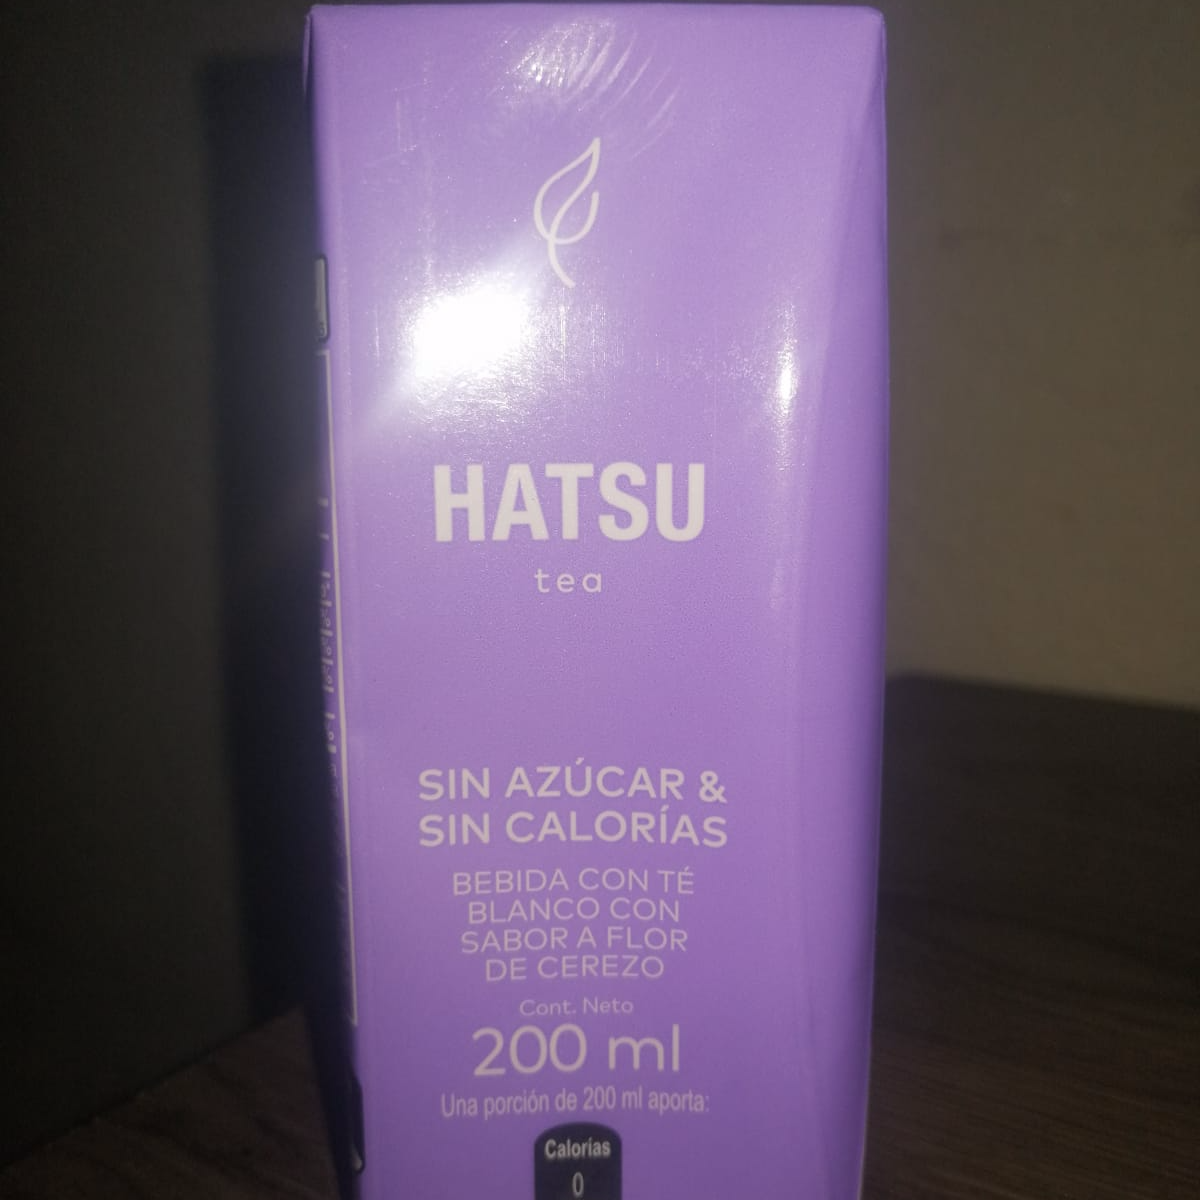 HATSU
tea
SIN AZÚCAR &
SIN CALORÍAS
BEBIDA CON TÉ
BLANCO CON
SABOR A FLOR
DE CEREZO
Cont. Neto
200 ml
Una porción de 200 ml aporta:
Calorías
0